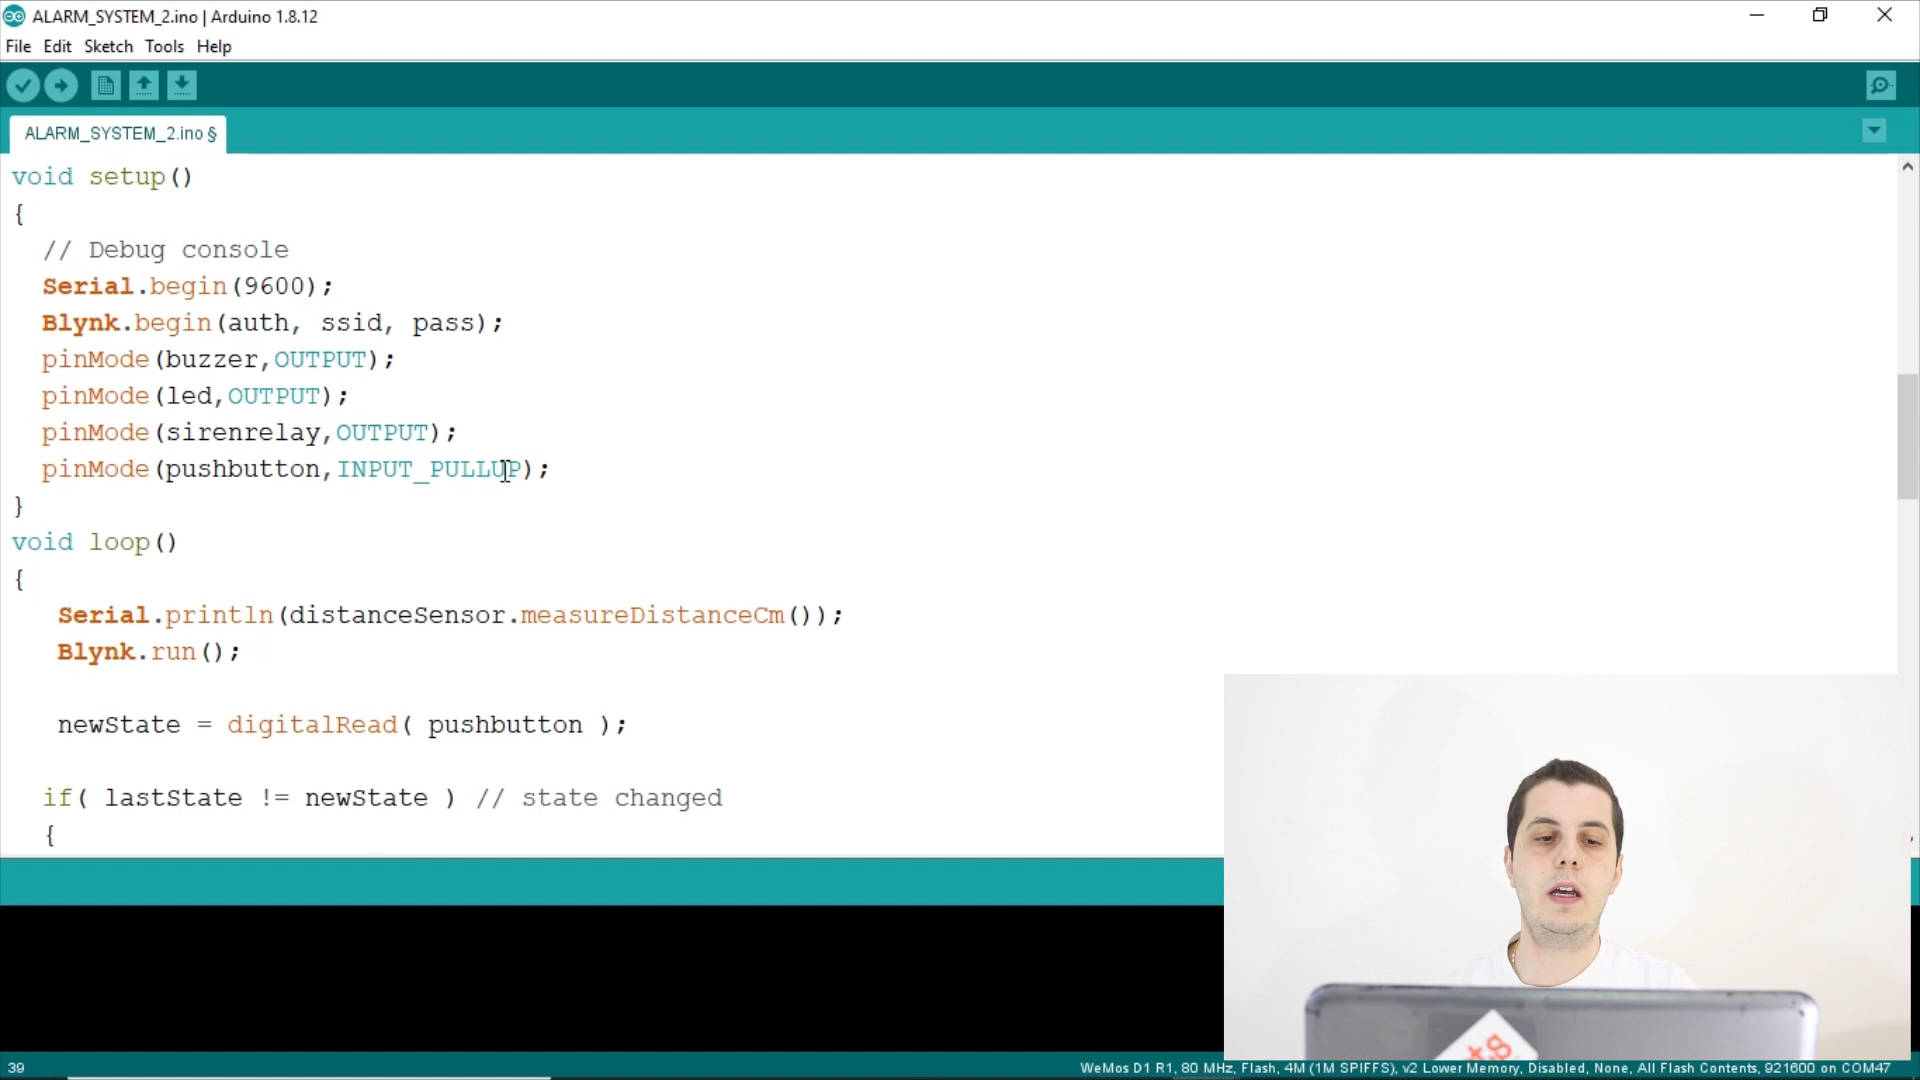 ALARM_SYSTEM_2.ino | Arduino 1.8.12
File Edit Sketch Tools Help
ALARM_SYSTEM_2.ino §
void setup()
{
// Debug console
Serial.begin(9600);
Blynk.begin(auth, ssid, pass);
pinMode(buzzer,OUTPUT);
pinMode(led,OUTPUT);
pinMode(sirenrelay,OUTPUT);
pinMode(pushbutton,INPUT_PULLUP);
}
void loop()
{
Serial.println(distanceSensor.measureDistanceCm());
Blynk.run();
newState = digitalRead( pushbutton );
if( lastState != newState ) // state changed
{
39
WeMos D1 R1, 80 MHz, Flash, 4M (1M SPIFFS), v2 Lower Memory, Disabled, None, All Flash Contents, 921600 on COM47